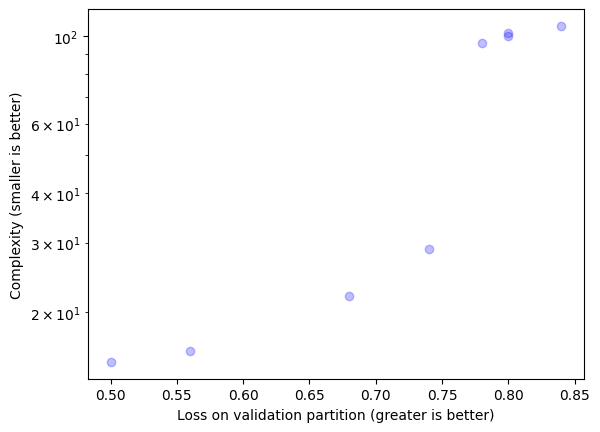 10²
6 × 10¹
4 × 10¹
3 × 10¹
2 × 10¹
Complexity (smaller is better)
0.50 0.55 0.60 0.65 0.70 0.75 0.80 0.85
Loss on validation partition (greater is better)